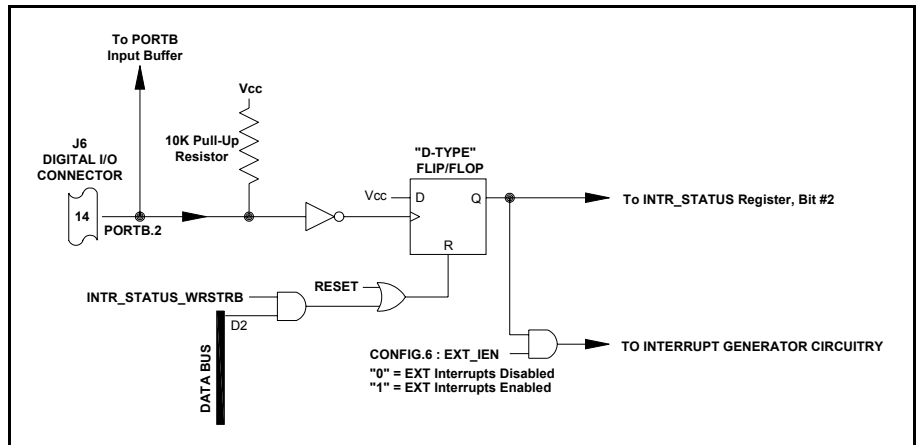 To PORTB
Input Buffer
Vcc
J6
DIGITAL I/O
CONNECTOR
10K Pull-Up
Resistor
"D-TYPE"
FLIP/FLOP
Vcc
D
Q
To INTR_STATUS Register, Bit #2
14
PORTB.2
R
RESET
INTR_STATUS_WRSTRB
D2
DATA BUS
TO INTERRUPT GENERATOR CIRCUITRY
CONFIG.6 : EXT_IEN
"0" = EXT Interrupts Disabled
"1" = EXT Interrupts Enabled